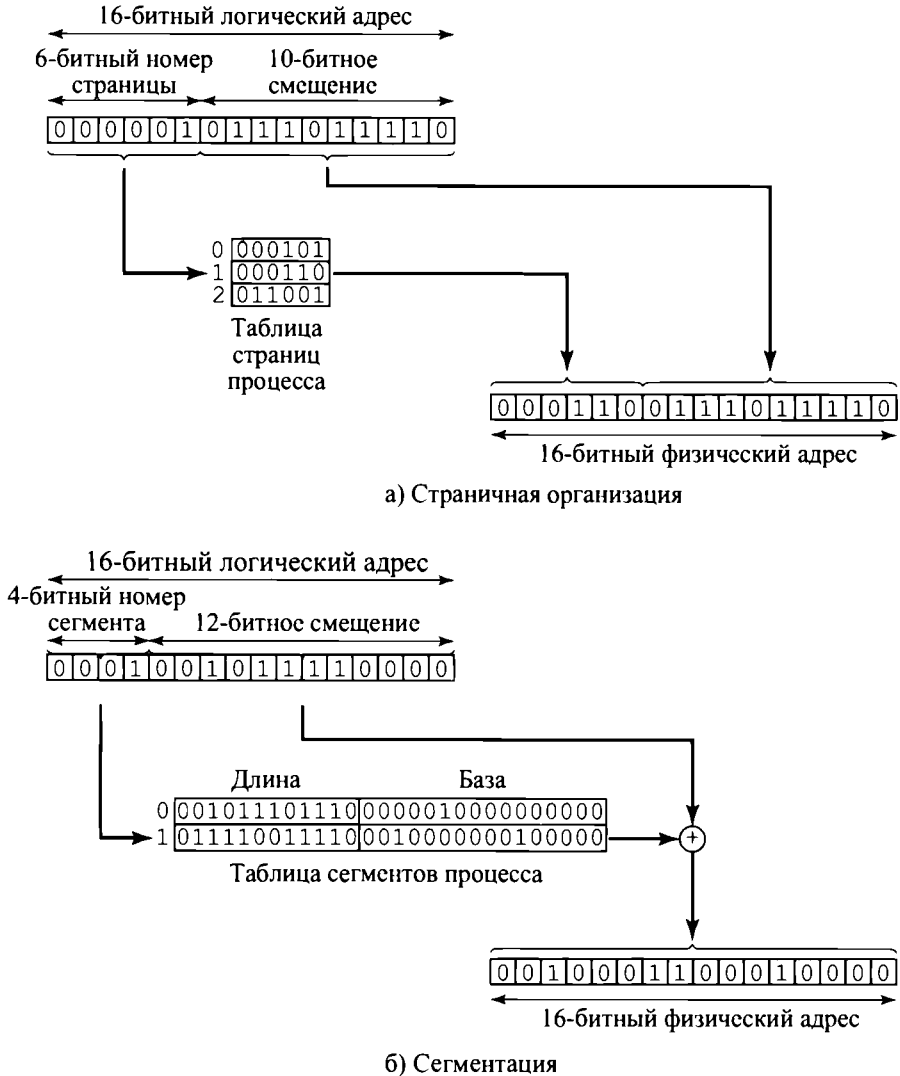 16-битный логический адрес
6-битный номер страницы
10-битное смещение
0 0 0 0 0 1 0 1 1 1 0 1 1 1 1 0
0 000101
1 000110
2 011001
Таблица
страниц
процесса
0 0 0 1 1 0 0 1 1 1 0 1 1 1 1 0
16-битный физический адрес
а) Страничная организация
16-битный логический адрес
4-битный номер
сегмента
12-битное смещение
0 0 0 1 0 0 1 0 1 1 1 1 0 0 0 0
Длина База
0 001011101110 0000010000000000
1 011110011110 0010000000100000
+
Таблица сегментов процесса
0 0 1 0 0 0 1 1 0 0 0 1 0 0 0 0
16-битный физический адрес
б) Сегментация